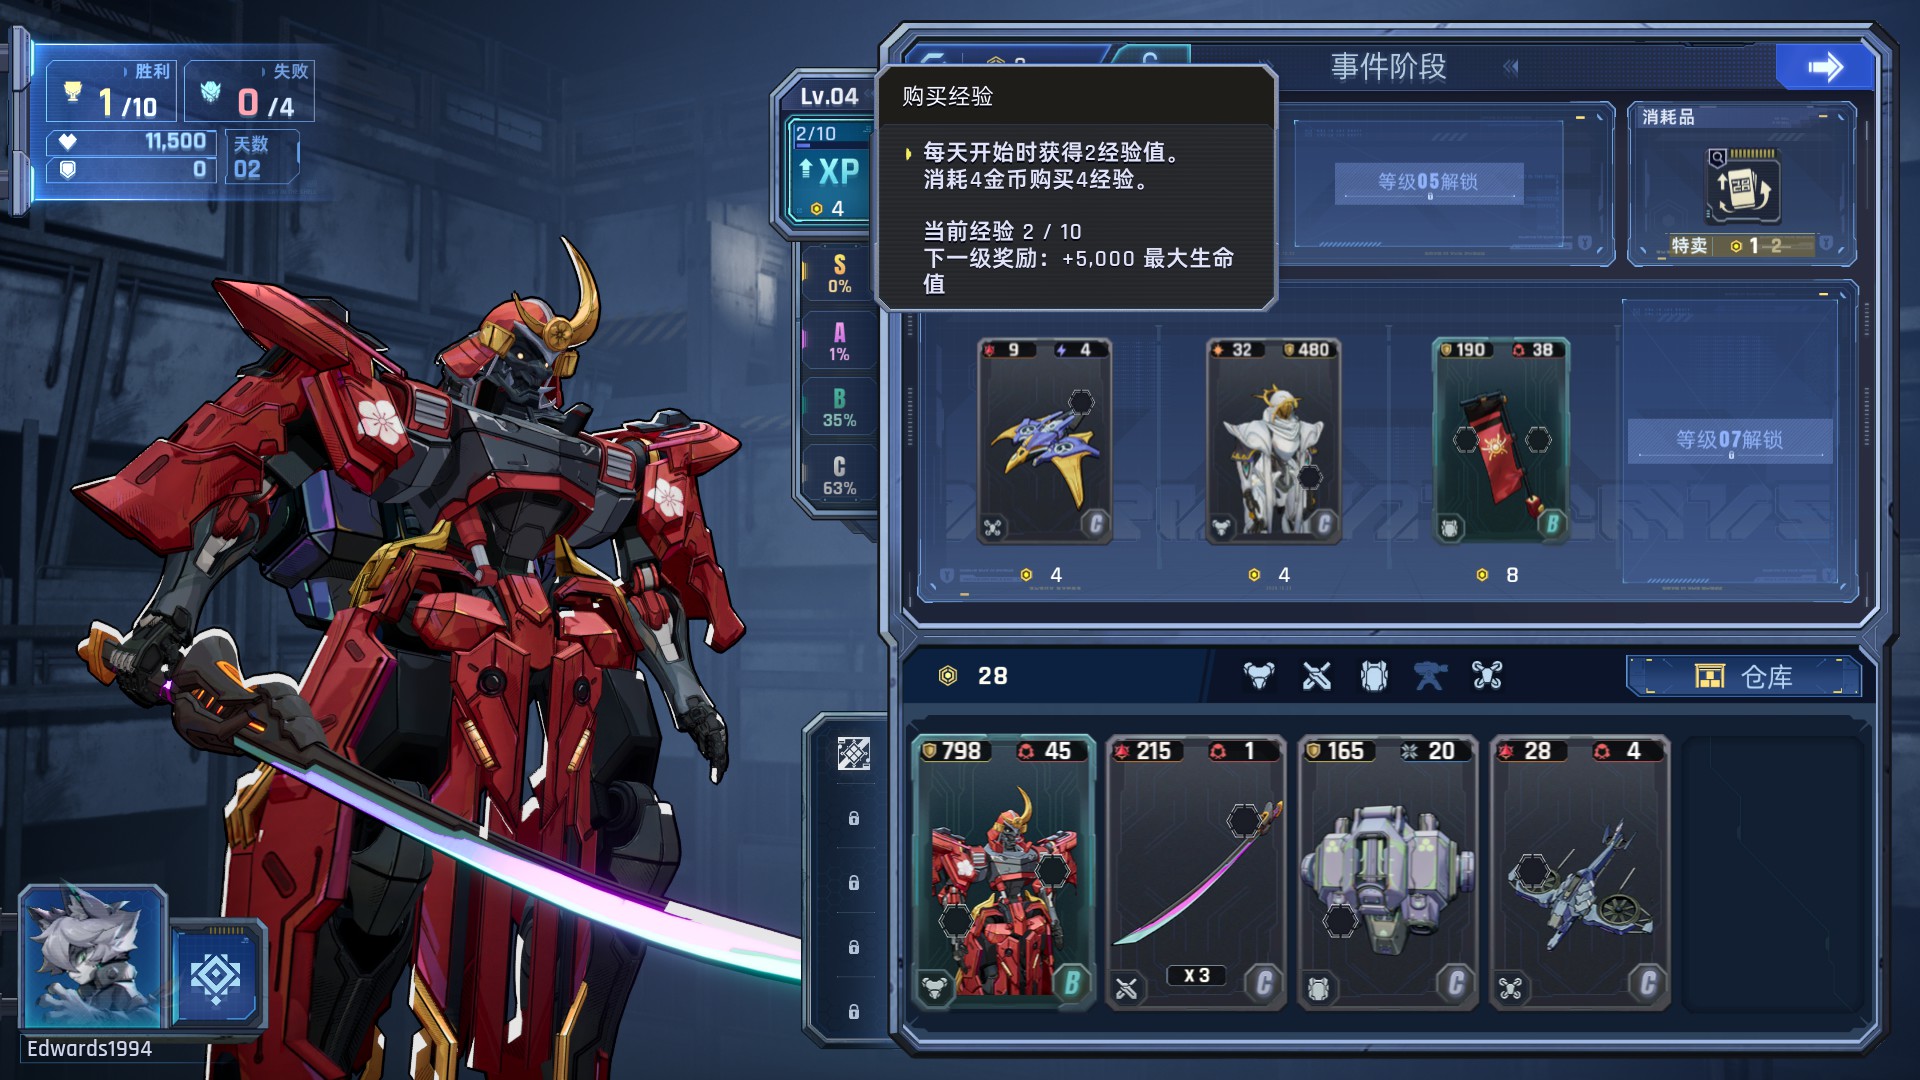 胜利
1/10
失败
0/4
11,500
0
天数
02
Lv.04
2/10
XP
4
S
0%
A
1%
B
35%
C
63%
购买经验
每天开始时获得2经验值。
消耗4金币购买4经验。
当前经验 2 / 10
下一级奖励：+5,000 最大生命
值
事件阶段
等级05解锁
消耗品
特卖
1 2
9 4
C
4
32 480
C
4
190 38
B
8
等级07解锁
28
仓库
798 45
B
215 1
X3
C
165 20
C
28 4
C
Edwards1994